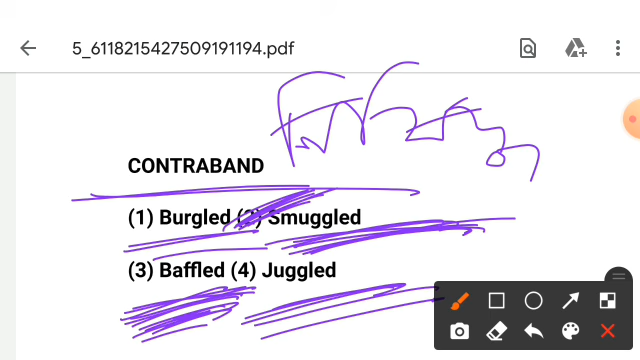 5_6118215427509191194.pdf
CONTRABAND
(1) Burgled (2) Smuggled
(3) Baffled (4) Juggled